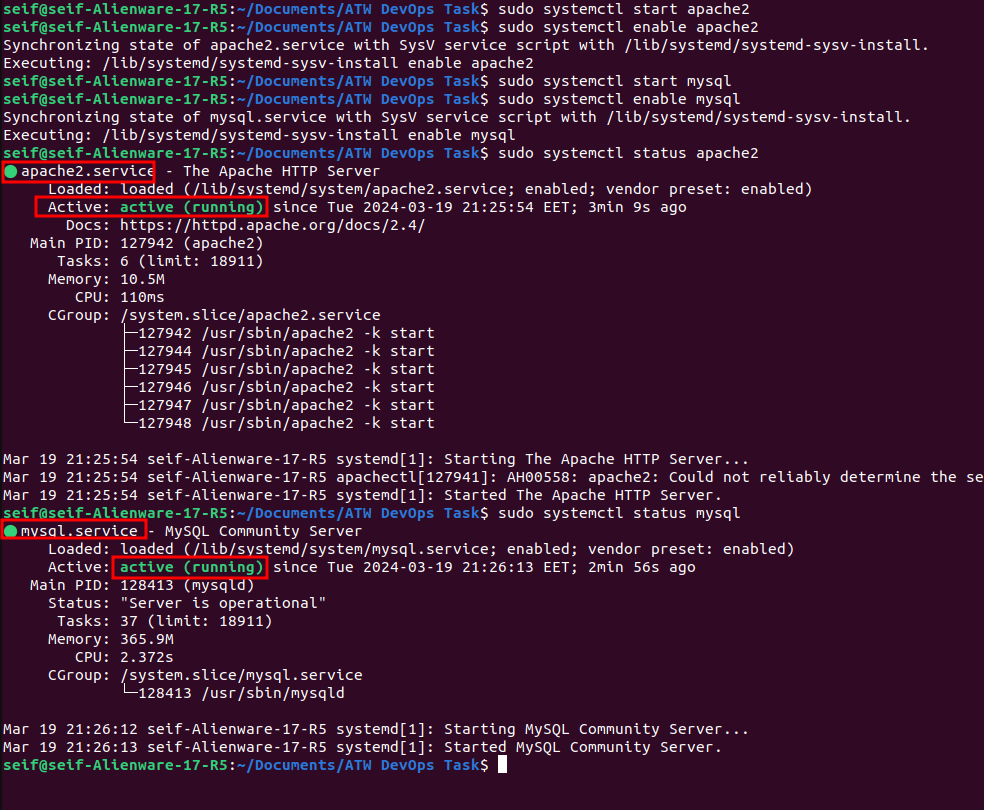 seif@seif-Alienware-17-R5:~/Documents/ATW DevOps Task$ sudo systemctl start apache2
seif@seif-Alienware-17-R5:~/Documents/ATW DevOps Task$ sudo systemctl enable apache2
Synchronizing state of apache2.service with SysV service script with /lib/systemd/systemd-sysv-install.
Executing: /lib/systemd/systemd-sysv-install enable apache2
seif@seif-Alienware-17-R5:~/Documents/ATW DevOps Task$ sudo systemctl start mysql
seif@seif-Alienware-17-R5:~/Documents/ATW DevOps Task$ sudo systemctl enable mysql
Synchronizing state of mysql.service with SysV service script with /lib/systemd/systemd-sysv-install.
Executing: /lib/systemd/systemd-sysv-install enable mysql
seif@seif-Alienware-17-R5:~/Documents/ATW DevOps Task$ sudo systemctl status apache2
● apache2.service - The Apache HTTP Server
     Loaded: loaded (/lib/systemd/system/apache2.service; enabled; vendor preset: enabled)
     Active: active (running) since Tue 2024-03-19 21:25:54 EET; 3min 9s ago
       Docs: https://httpd.apache.org/docs/2.4/
   Main PID: 127942 (apache2)
      Tasks: 6 (limit: 18911)
     Memory: 10.5M
        CPU: 110ms
     CGroup: /system.slice/apache2.service
             ├─127942 /usr/sbin/apache2 -k start
             ├─127944 /usr/sbin/apache2 -k start
             ├─127945 /usr/sbin/apache2 -k start
             ├─127946 /usr/sbin/apache2 -k start
             ├─127947 /usr/sbin/apache2 -k start
             └─127948 /usr/sbin/apache2 -k start
Mar 19 21:25:54 seif-Alienware-17-R5 systemd[1]: Starting The Apache HTTP Server...
Mar 19 21:25:54 seif-Alienware-17-R5 apachectl[127941]: AH00558: apache2: Could not reliably determine the se
Mar 19 21:25:54 seif-Alienware-17-R5 systemd[1]: Started The Apache HTTP Server.
seif@seif-Alienware-17-R5:~/Documents/ATW DevOps Task$ sudo systemctl status mysql
● mysql.service - MySQL Community Server
     Loaded: loaded (/lib/systemd/system/mysql.service; enabled; vendor preset: enabled)
     Active: active (running) since Tue 2024-03-19 21:26:13 EET; 2min 56s ago
   Main PID: 128413 (mysqld)
     Status: "Server is operational"
      Tasks: 37 (limit: 18911)
     Memory: 365.9M
        CPU: 2.372s
     CGroup: /system.slice/mysql.service
             └─128413 /usr/sbin/mysqld
Mar 19 21:26:12 seif-Alienware-17-R5 systemd[1]: Starting MySQL Community Server...
Mar 19 21:26:13 seif-Alienware-17-R5 systemd[1]: Started MySQL Community Server.
seif@seif-Alienware-17-R5:~/Documents/ATW DevOps Task$